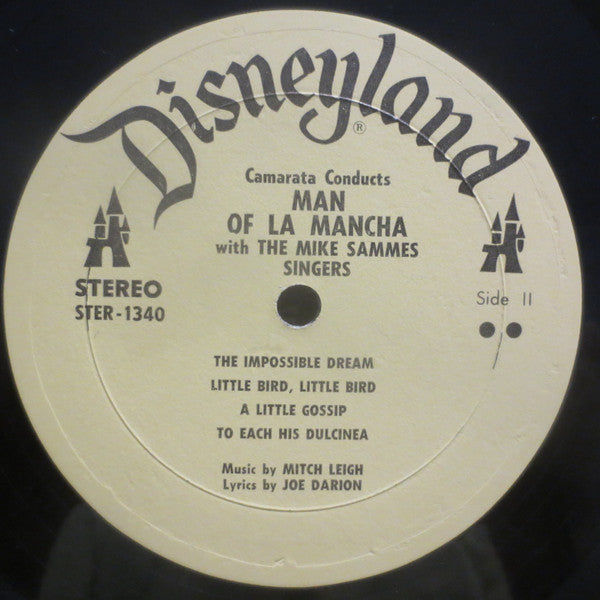 Disneyland®
Camarata Conducts
MAN
OF LA MANCHA
with THE MIKE SAMMES
SINGERS
STEREO
STER-1340
Side II
THE IMPOSSIBLE DREAM
LITTLE BIRD, LITTLE BIRD
A LITTLE GOSSIP
TO EACH HIS DULCINEA
Music by MITCH LEIGH
Lyrics by JOE DARION